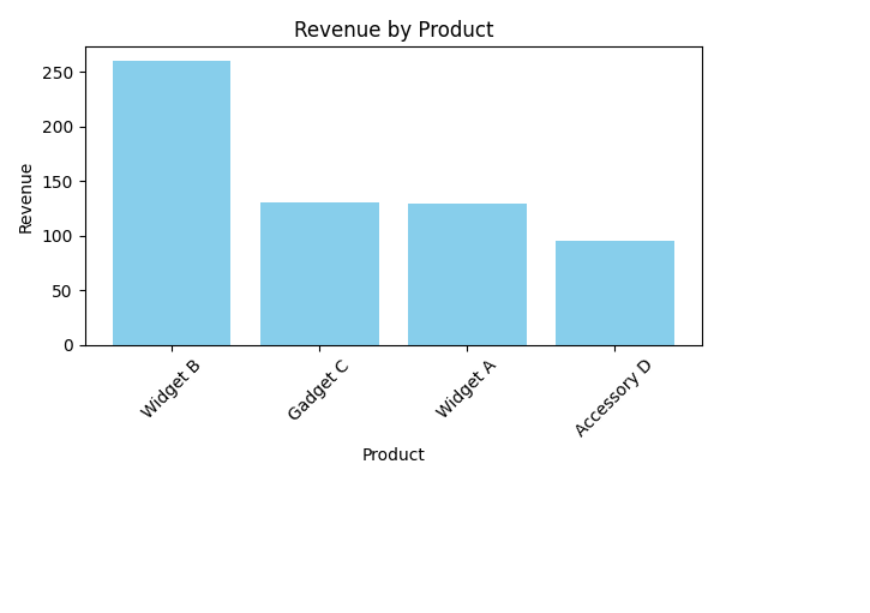 Revenue by Product
Revenue
250
200
150
100
50
0
Widget B
Gadget C
Widget A
Accessory D
Product